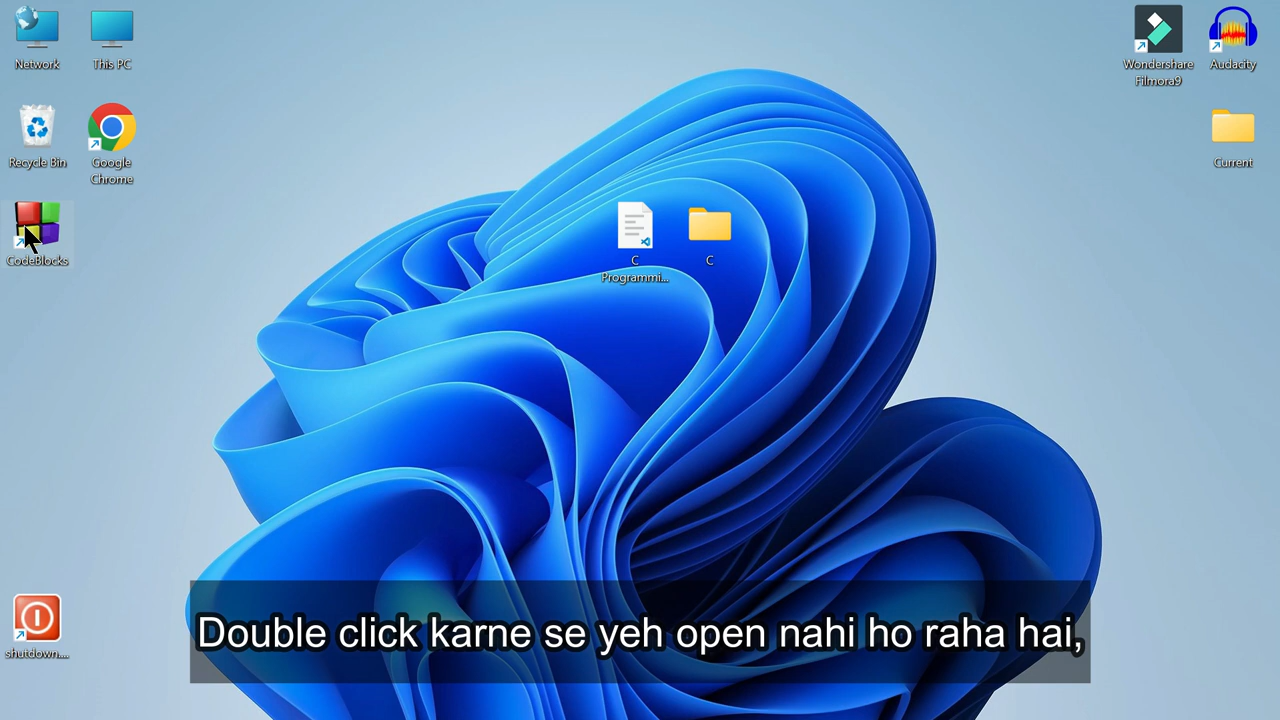 Network
This PC
Wondershare
Filmora9
Audacity
Recycle Bin
Google
Chrome
Current
CodeBlocks
C
Programmi...
C
shutdown....
Double click karne se yeh open nahi ho raha hai,